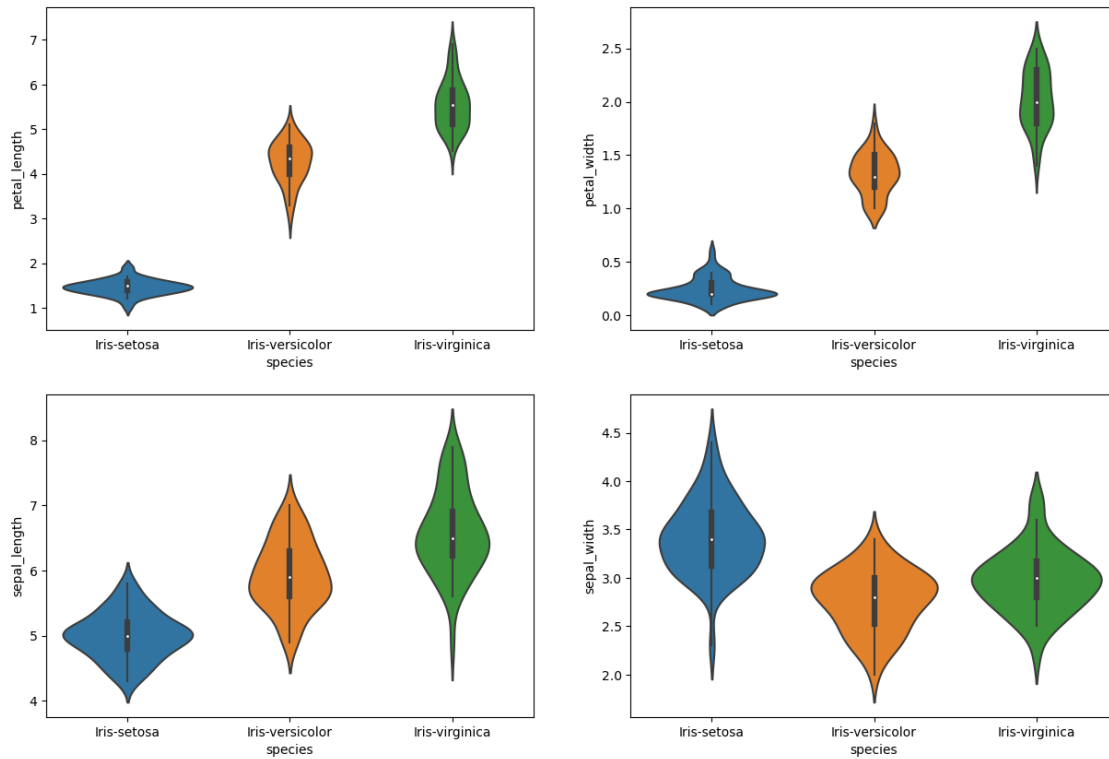 petal_length
7
6
5
4
3
2
1
Iris-setosa Iris-versicolor Iris-virginica
species
petal_width
2.5
2.0
1.5
1.0
0.5
0.0
Iris-setosa Iris-versicolor Iris-virginica
species
sepal_length
8
7
6
5
4
Iris-setosa Iris-versicolor Iris-virginica
species
sepal_width
4.5
4.0
3.5
3.0
2.5
2.0
Iris-setosa Iris-versicolor Iris-virginica
species